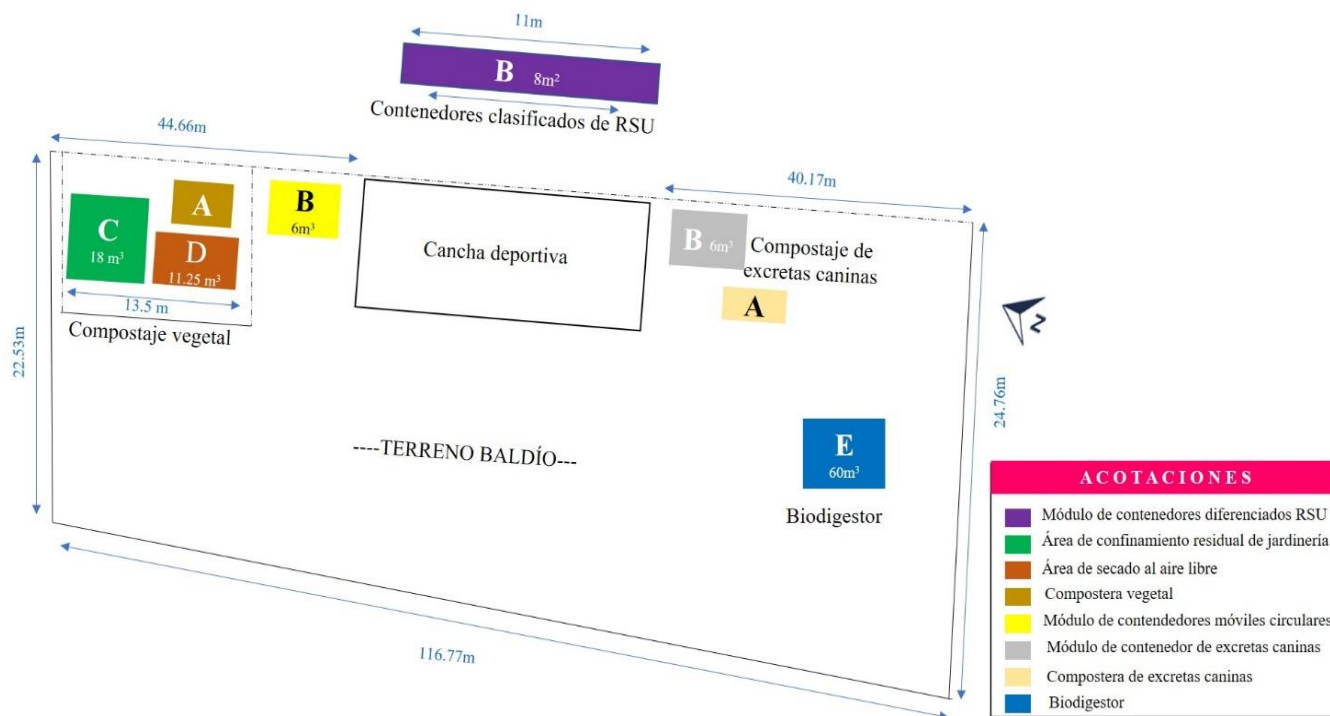 11m
B 8m²
Contenedores clasificados de RSU
44.66m
40.17m
A
B
6m³
C
18 m³
D
11.25 m³
13.5 m
Compostaje vegetal
Cancha deportiva
B 6m³
Compostaje de
excretas caninas
A
N
22.53m
24.76m
----TERRENO BALDÍO---
E
60m³
Biodigestor
116.77m
ACOTACIONES
Módulo de contenedores diferenciados RSU
Área de confinamiento residual de jardinería
Área de secado al aire libre
Compostera vegetal
Módulo de contendedores móviles circulares
Módulo de contenedor de excretas caninas
Compostera de excretas caninas
Biodigestor